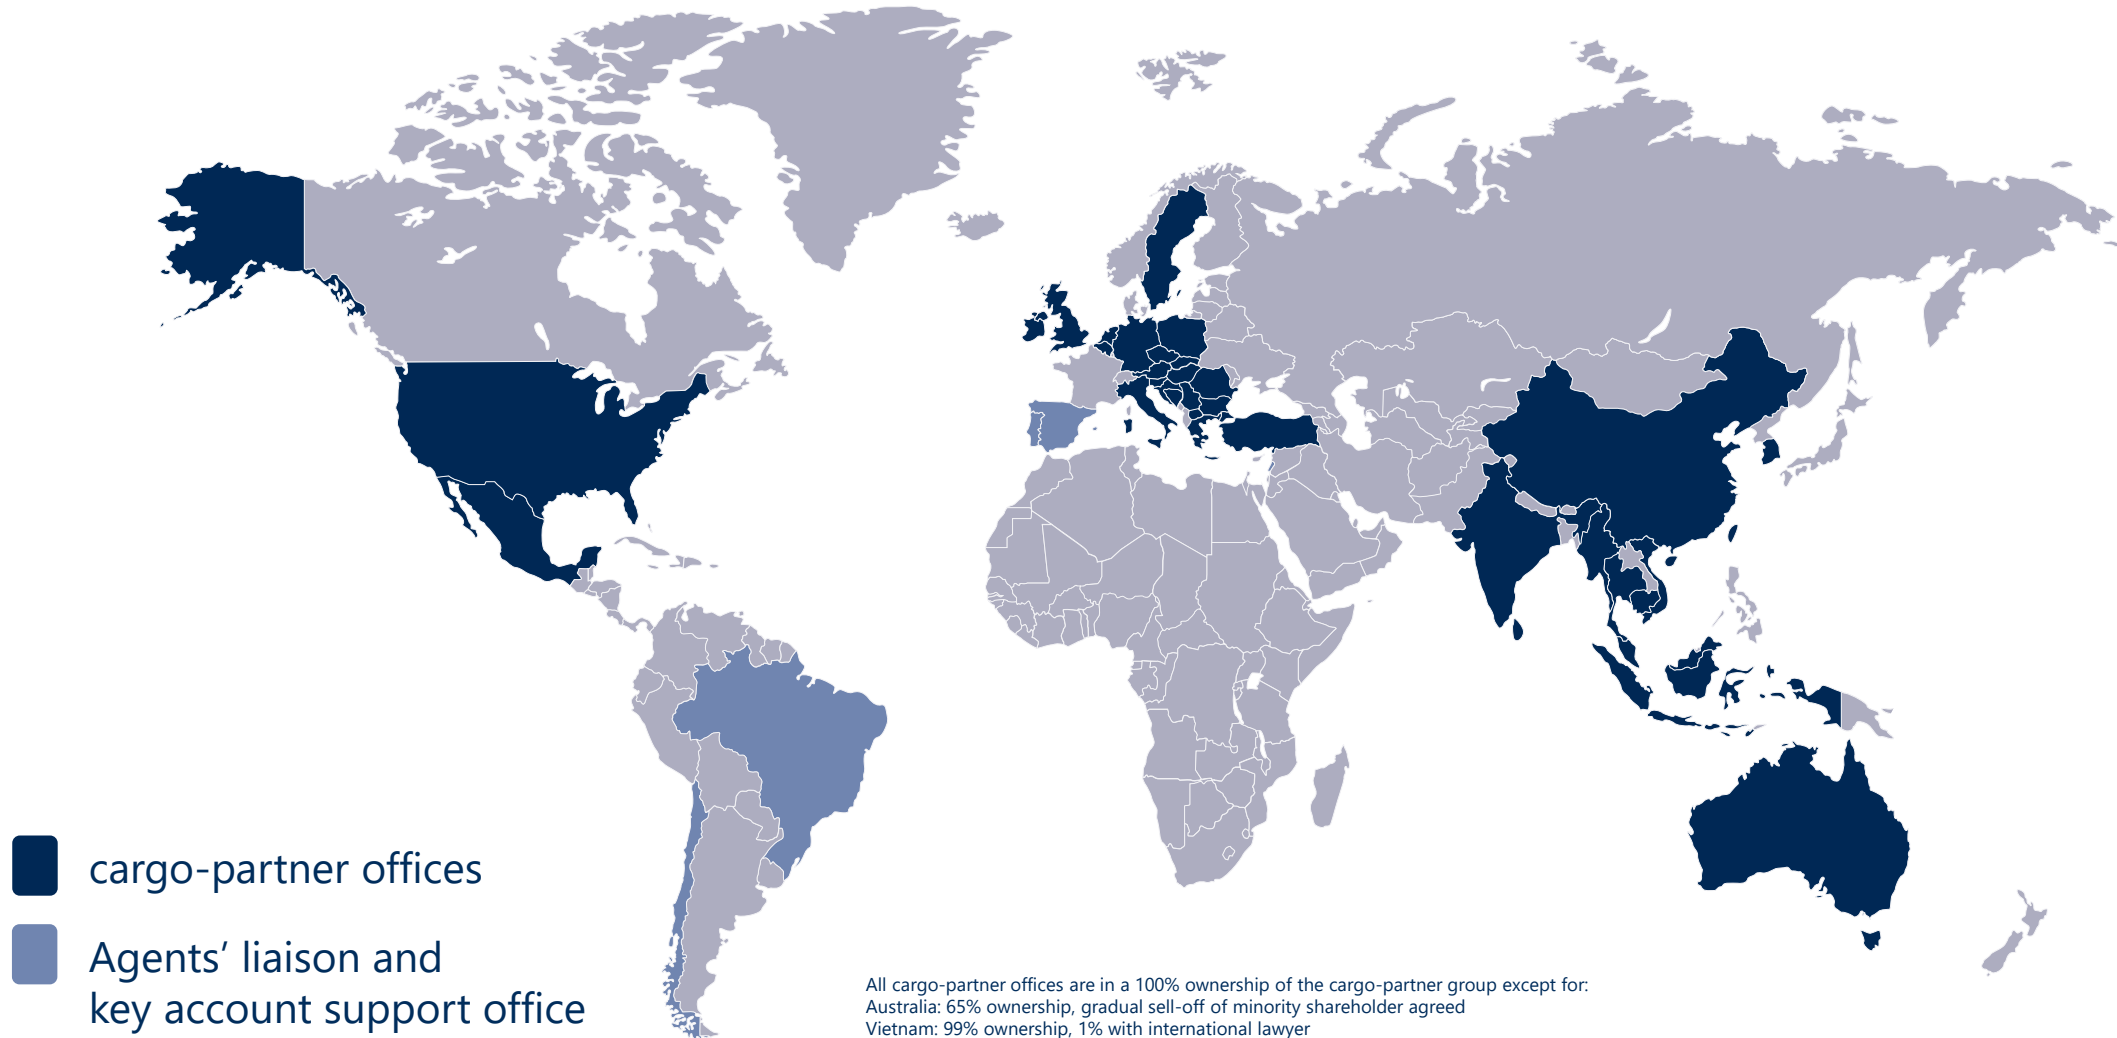 cargo-partner offices
Agents’ liaison and
key account support office
All cargo-partner offices are in a 100% ownership of the cargo-partner group except for:
Australia: 65% ownership, gradual sell-off of minority shareholder agreed
Vietnam: 99% ownership, 1% with international lawyer